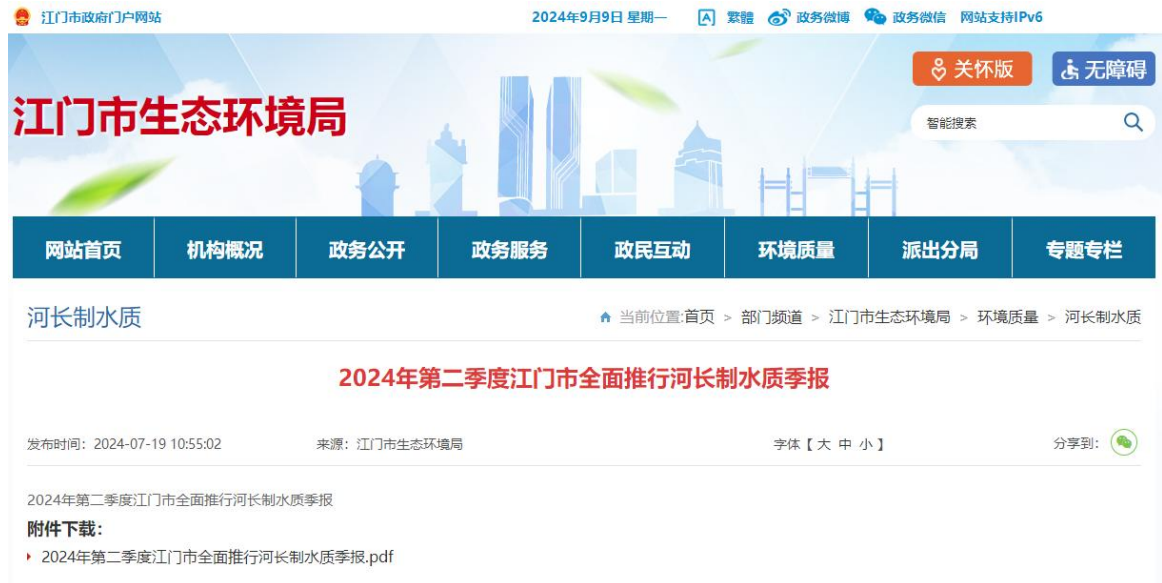 江门市政府门户网站 2024年9月9日 星期一 繁體 政务微博 政务微信 网站支持IPv6
关怀版 无障碍
江门市生态环境局
智能搜索
网站首页 机构概况 政务公开 政务服务 政民互动 环境质量 派出分局 专题专栏
河长制水质 当前位置:首页 > 部门频道 > 江门市生态环境局 > 环境质量 > 河长制水质
2024年第二季度江门市全面推行河长制水质季报
发布时间：2024-07-19 10:55:02 来源：江门市生态环境局 字体【 大 中 小 】 分享到：
2024年第二季度江门市全面推行河长制水质季报
附件下载：
2024年第二季度江门市全面推行河长制水质季报.pdf